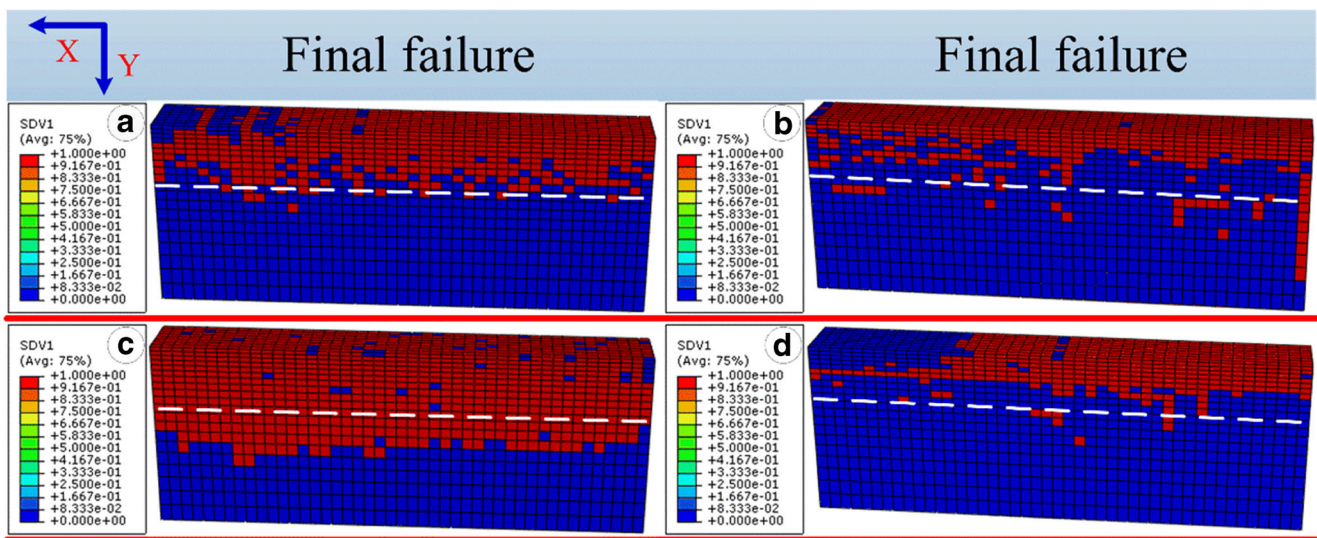 X
Y
Final failure
Final failure
a
SDV1
(Avg: 75%)
+1.000e+00
+9.167e-01
+8.333e-01
+7.500e-01
+6.667e-01
+5.833e-01
+5.000e-01
+4.167e-01
+3.333e-01
+2.500e-01
+1.667e-01
+8.333e-02
+0.000e+00
b
SDV1
(Avg: 75%)
+1.000e+00
+9.167e-01
+8.333e-01
+7.500e-01
+6.667e-01
+5.833e-01
+5.000e-01
+4.167e-01
+3.333e-01
+2.500e-01
+1.667e-01
+8.333e-02
+0.000e+00
c
SDV1
(Avg: 75%)
+1.000e+00
+9.167e-01
+8.333e-01
+7.500e-01
+6.667e-01
+5.833e-01
+5.000e-01
+4.167e-01
+3.333e-01
+2.500e-01
+1.667e-01
+8.333e-02
+0.000e+00
d
SDV1
(Avg: 75%)
+1.000e+00
+9.167e-01
+8.333e-01
+7.500e-01
+6.667e-01
+5.833e-01
+5.000e-01
+4.167e-01
+3.333e-01
+2.500e-01
+1.667e-01
+8.333e-02
+0.000e+00